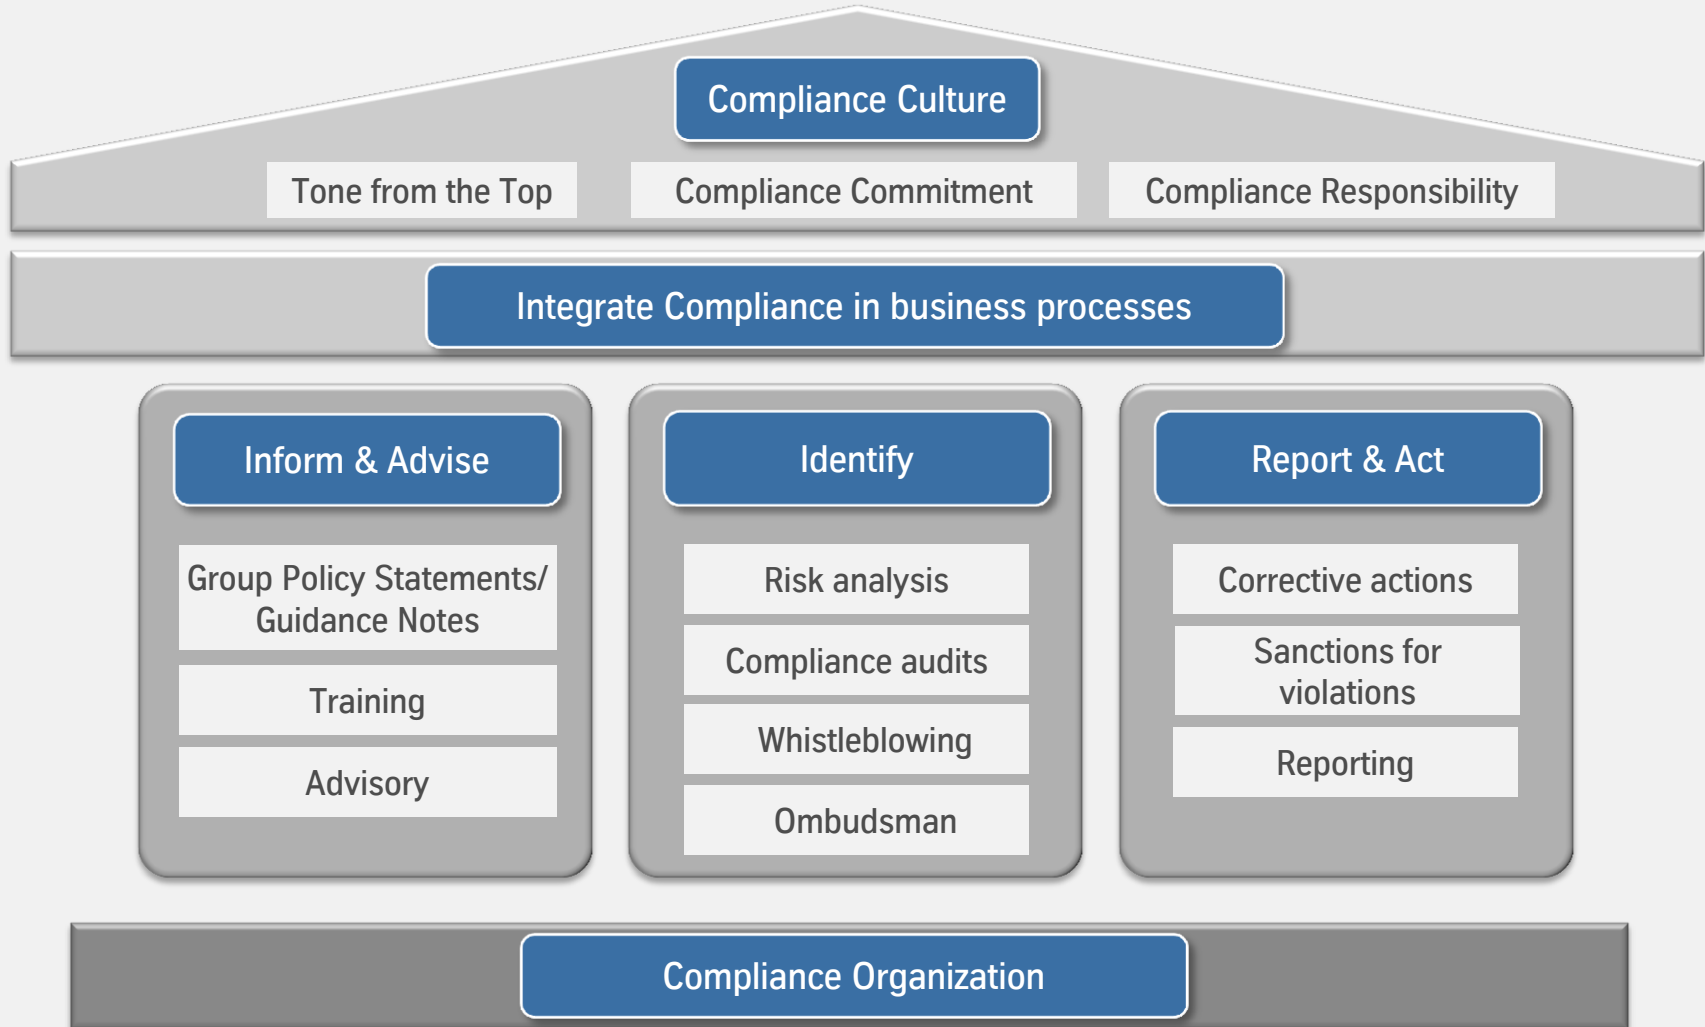 Compliance Culture
Tone from the Top
Compliance Commitment
Compliance Responsibility
Integrate Compliance in business processes
Inform & Advise
Group Policy Statements/
Guidance Notes
Training
Advisory
Identify
Risk analysis
Compliance audits
Whistleblowing
Ombudsman
Report & Act
Corrective actions
Sanctions for
violations
Reporting
Compliance Organization